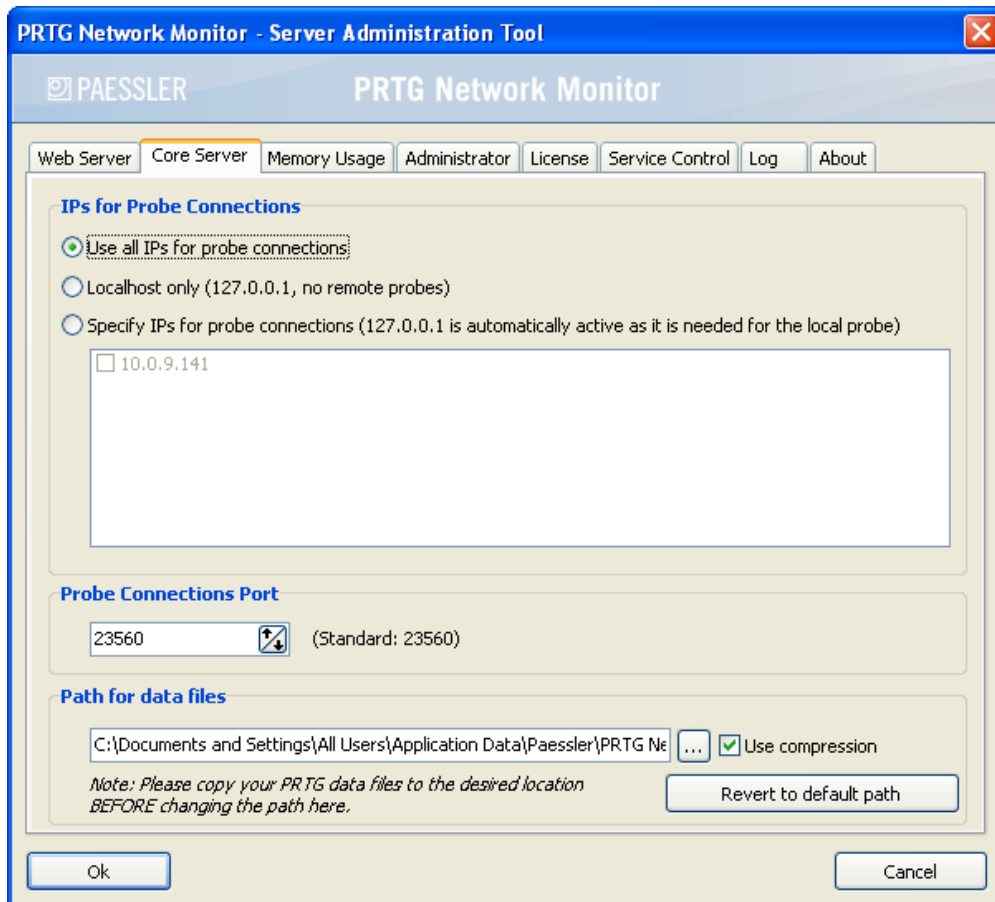 PRTG Network Monitor - Server Administration Tool
PAESSLER PRTG Network Monitor
Web Server Core Server Memory Usage Administrator License Service Control Log About
IPs for Probe Connections
Use all IPs for probe connections
Localhost only (127.0.0.1, no remote probes)
Specify IPs for probe connections (127.0.0.1 is automatically active as it is needed for the local probe)
10.0.9.141
Probe Connections Port
23560 (Standard: 23560)
Path for data files
C:\Documents and Settings\All Users\Application Data\Paessler\PRTG Ne ... Use compression
Note: Please copy your PRTG data files to the desired location
BEFORE changing the path here.
Revert to default path
Ok Cancel